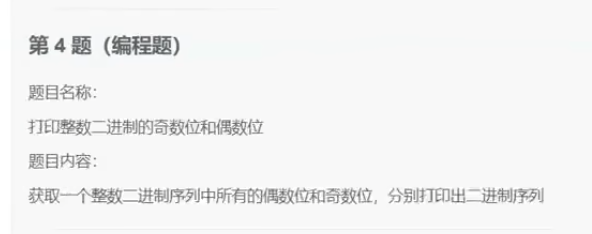 第 4 题（编程题）
题目名称：
打印整数二进制的奇数位和偶数位
题目内容：
获取一个整数二进制序列中所有的偶数位和奇数位，分别打印出二进制序列